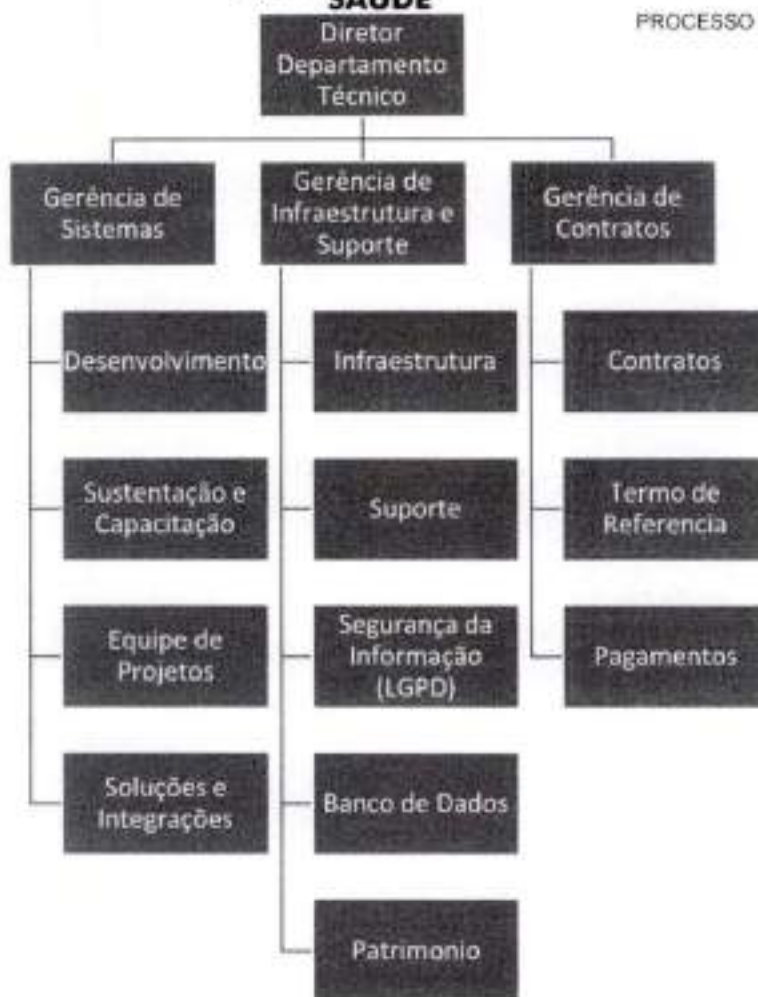 SAÚDE
PROCESSO
Diretor
Departamento
Técnico
Gerência de
Sistemas
Gerência de
Infraestrutura e
Suporte
Gerência de
Contratos
Desenvolvimento
Infraestrutura
Contratos
Sustentação e
Capacitação
Suporte
Termo de
Referencia
Equipe de
Projetos
Segurança da
Informação
(LGPD)
Pagamentos
Soluções e
Integrações
Banco de Dados
Patrimonio